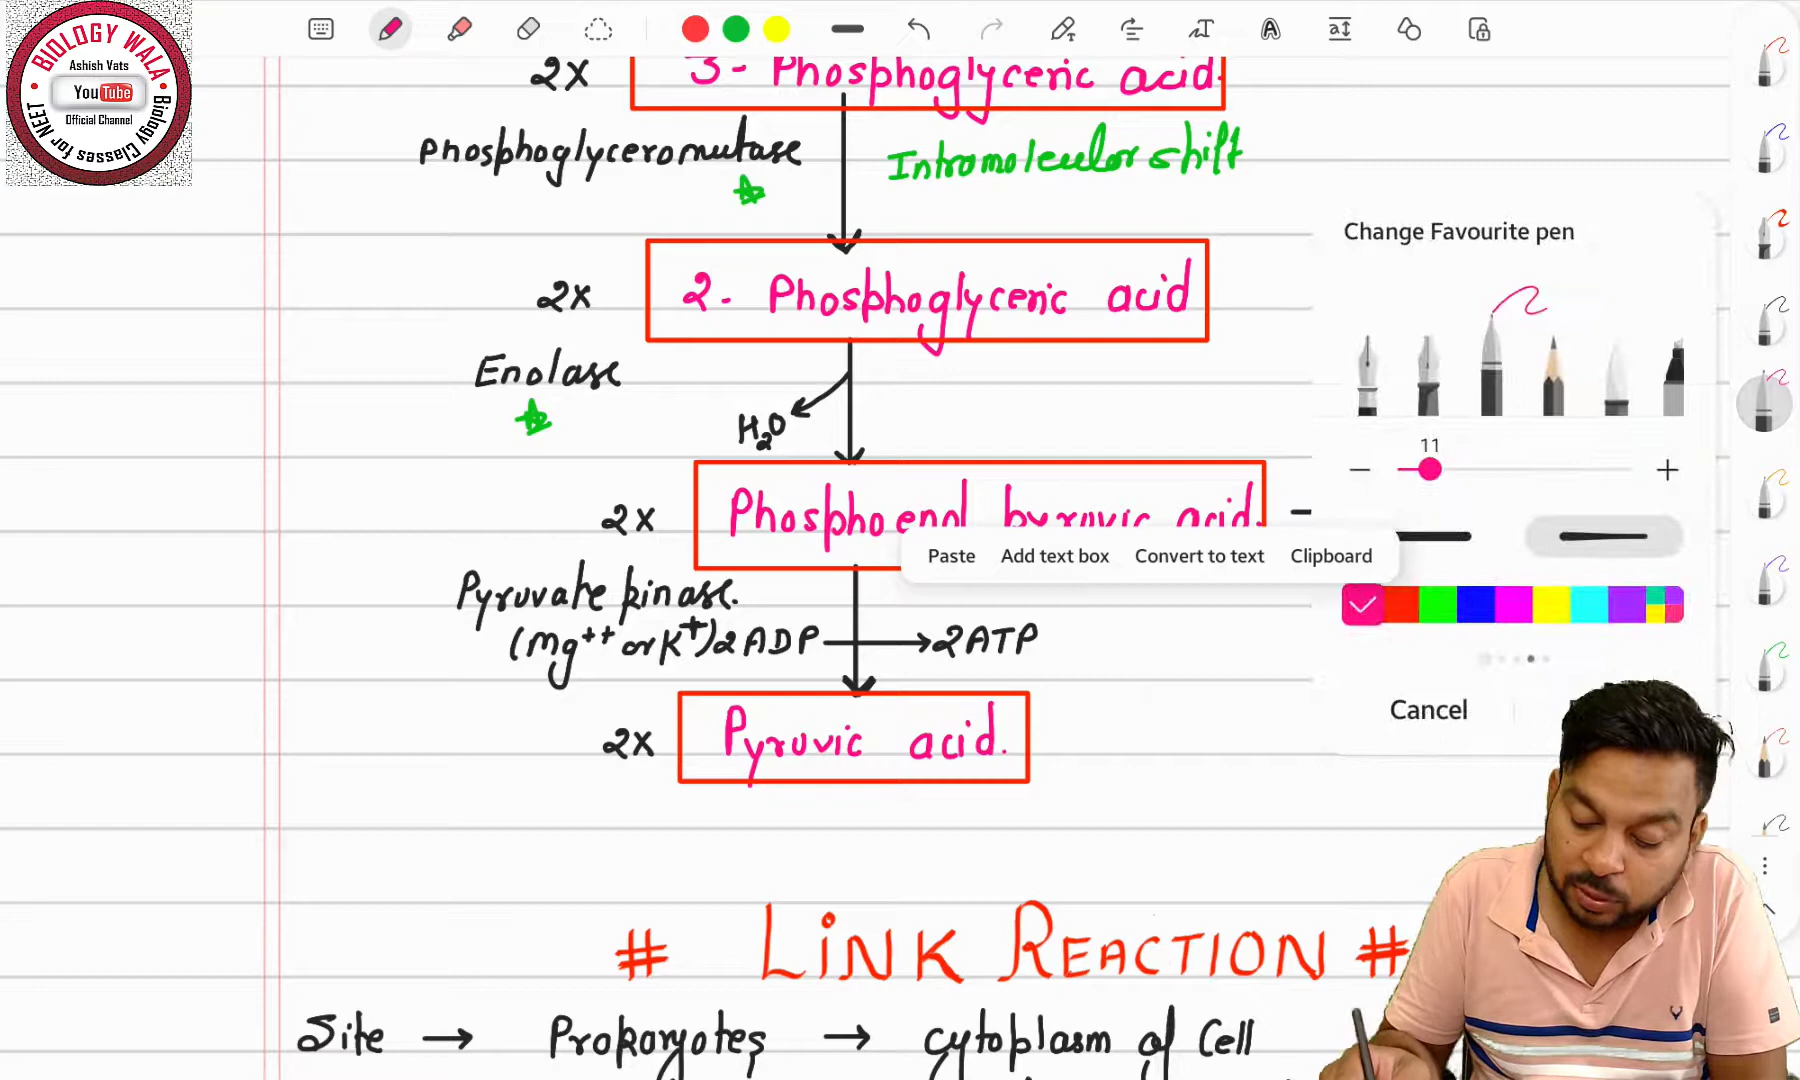 BIOLOGY WALA
Ashish Vats
YouTube
Official Channel
Biology Classes for NEET
2X 3- Phosphoglyceric acid.
Phosphoglyceromutase Intramolecular shift
2X 2- Phosphoglyceric acid
Enolase
H2O
2X Phosphoenol pyruvic acid. -
Pyruvate kinase.
(Mg++ or K+) 2ADP → 2ATP
2X Pyruvic acid.
# LINK REACTION #
Site → Prokaryotes → Cytoplasm of Cell
Change Favourite pen
11
Paste Add text box Convert to text Clipboard
Cancel